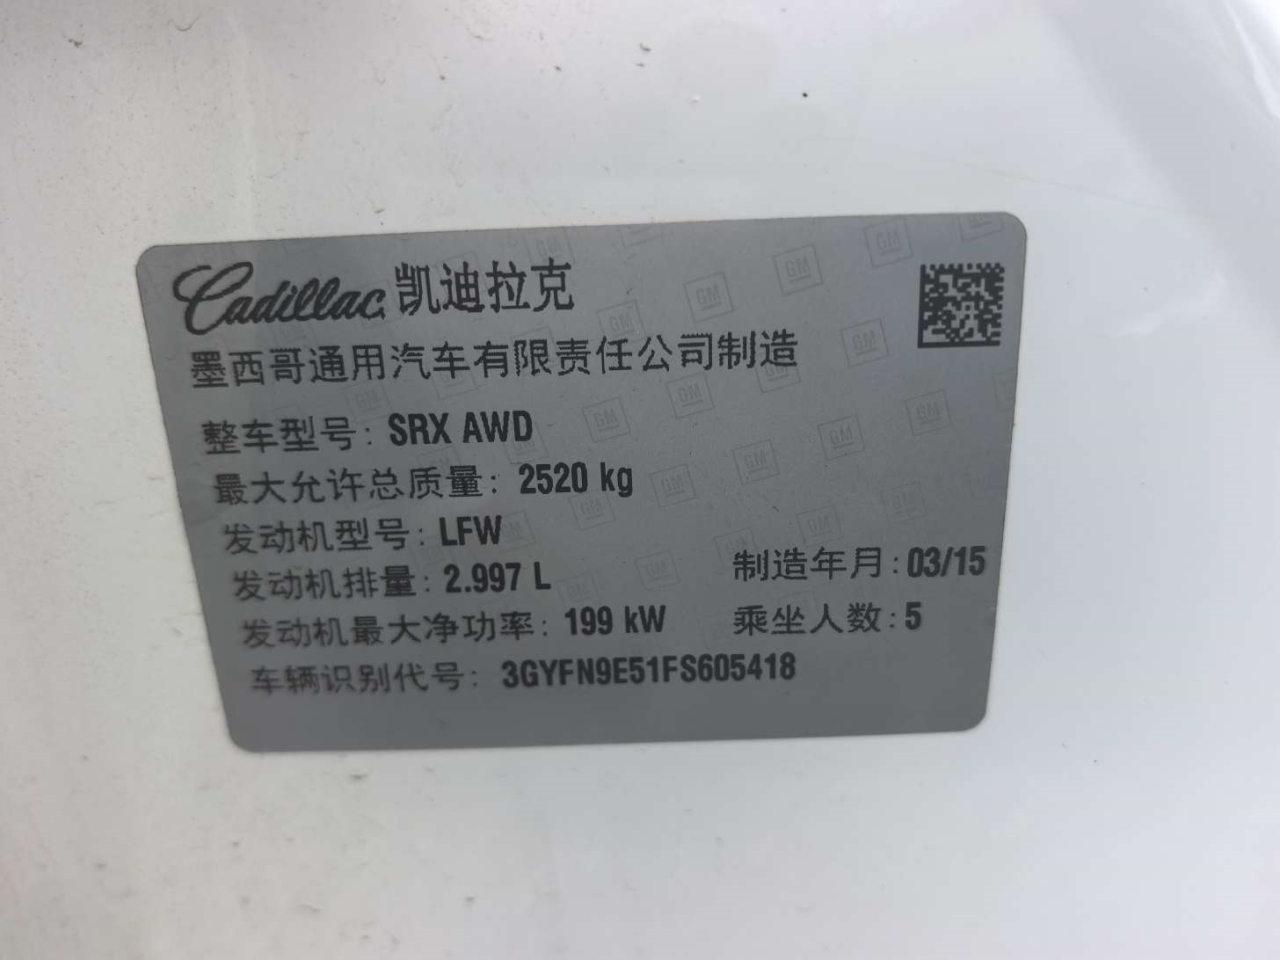 Cadillac 凯迪拉克
墨西哥通用汽车有限责任公司制造
整车型号: SRX AWD
最大允许总质量: 2520 kg
发动机型号: LFW
发动机排量: 2.997 L 制造年月: 03/15
发动机最大净功率: 199 kW 乘坐人数: 5
车辆识别代号: 3GYFN9E51FS605418